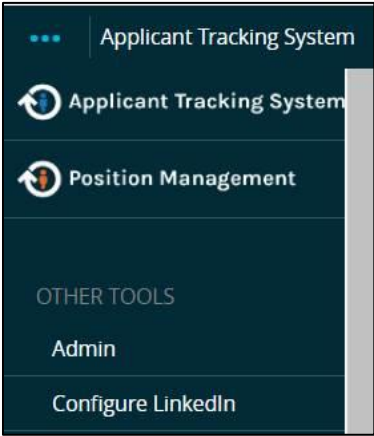 Applicant Tracking System
Applicant Tracking System
Position Management
OTHER TOOLS
Admin
Configure LinkedIn